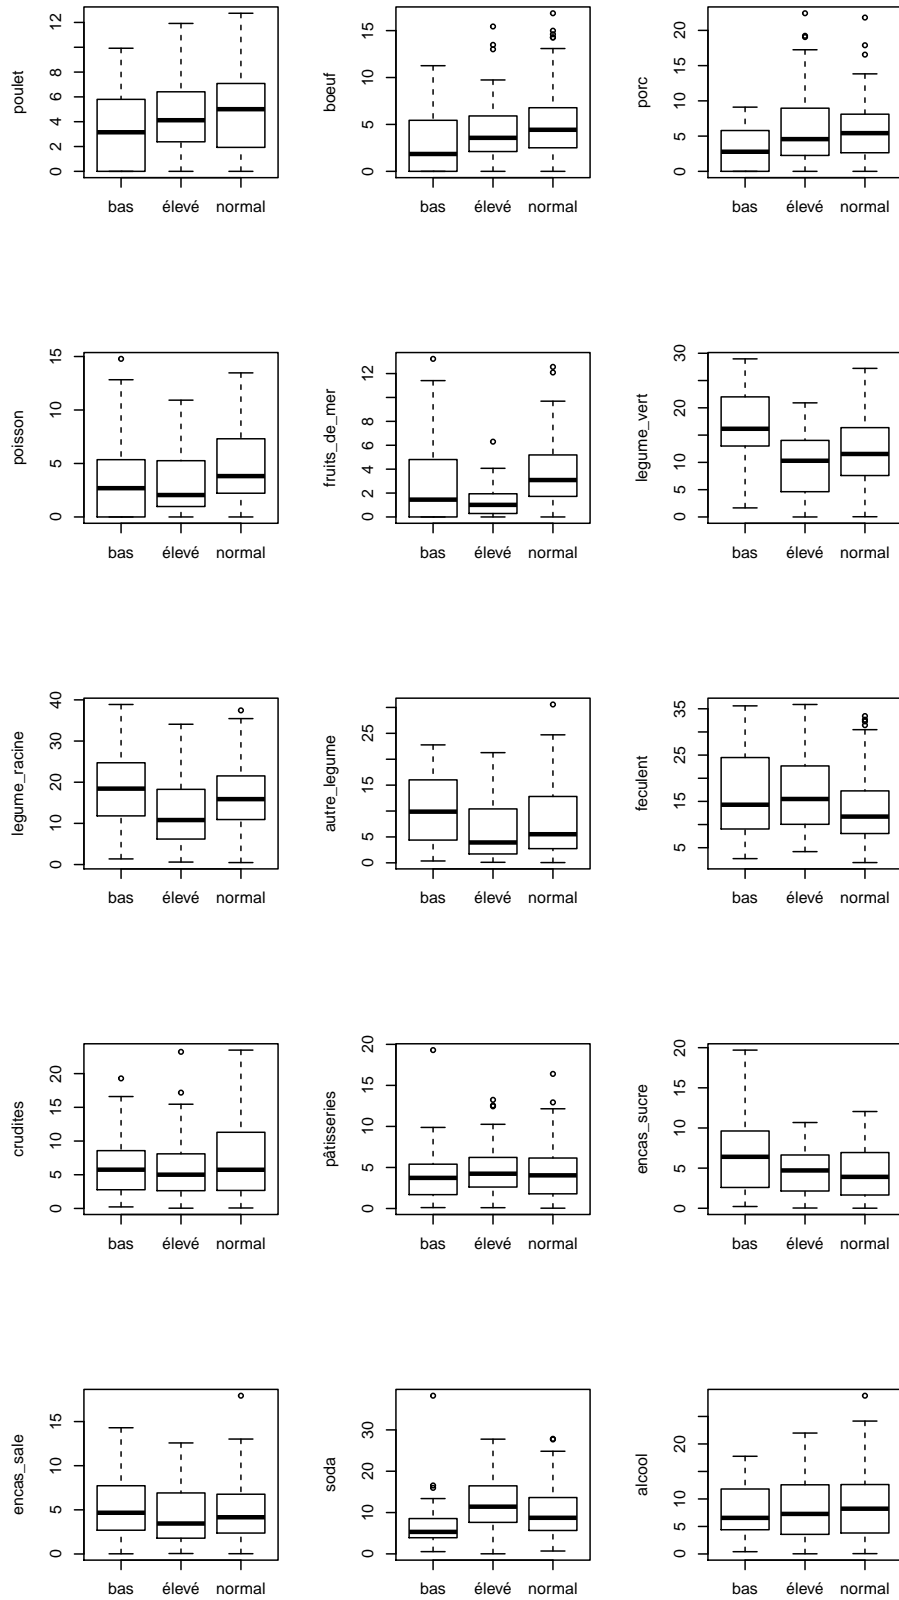 poulet
0 2 4 6 8 12
bas élevé normal
boeuf
0 5 10 15
bas élevé normal
porc
0 5 10 15 20
bas élevé normal
poisson
0 5 10 15
bas élevé normal
fruits_de_mer
0 2 4 6 8 12
bas élevé normal
legume_vert
0 5 10 20 30
bas élevé normal
legume_racine
0 10 20 30 40
bas élevé normal
autre_legume
0 5 15 25
bas élevé normal
feculent
5 15 25 35
bas élevé normal
crudites
0 5 10 15 20
bas élevé normal
pâtisseries
0 5 10 15 20
bas élevé normal
encas_sucre
0 5 10 15 20
bas élevé normal
encas_sale
0 5 10 15
bas élevé normal
soda
0 10 20 30
bas élevé normal
alcool
0 5 10 20
bas élevé normal